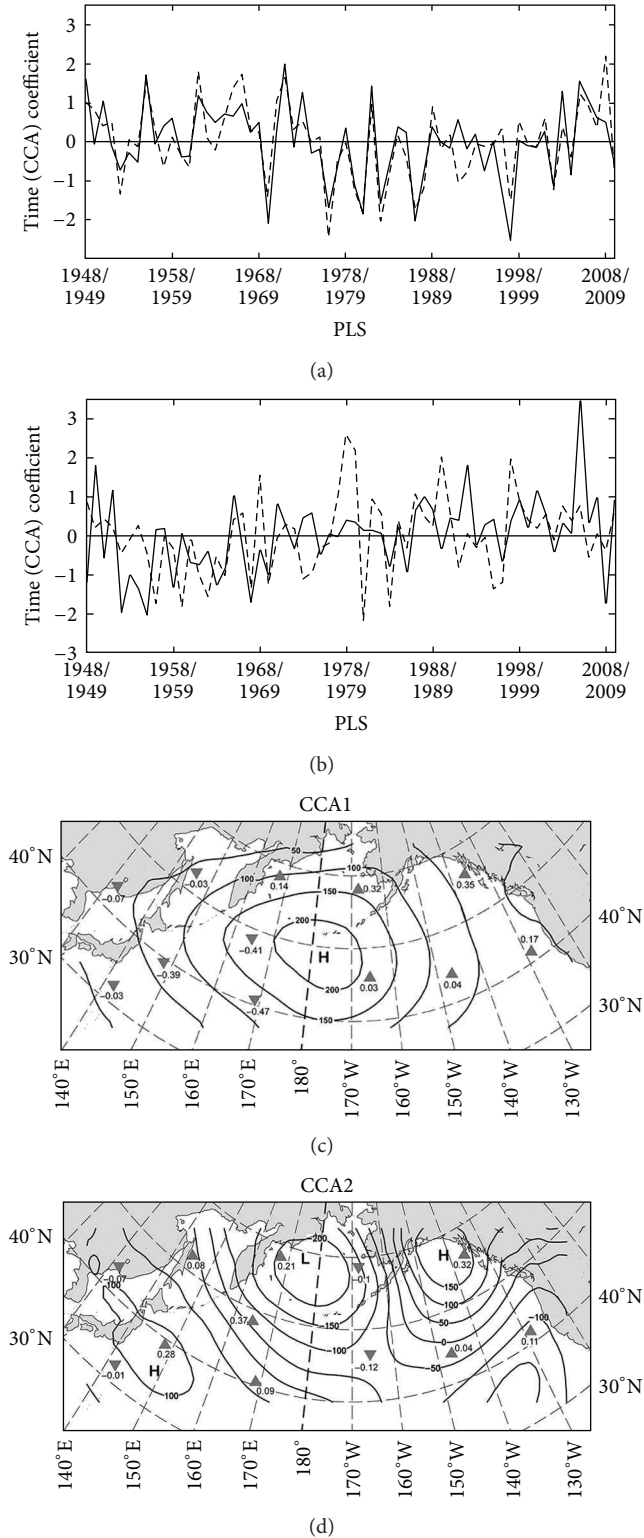 3
2
1
0
−1
−2
Time (CCA) coefficient
1948/ 1958/ 1968/ 1978/ 1988/ 1998/ 2008/
1949 1959 1969 1979 1989 1999 2009
PLS
(a)
3
2
1
0
−1
−2
−3
Time (CCA) coefficient
1948/ 1958/ 1968/ 1978/ 1988/ 1998/ 2008/
1949 1959 1969 1979 1989 1999 2009
PLS
(b)
CCA1
40°N
50
−0.03
100
100
0.35
−0.07
0.14
150
0.32
40°N
200
0.17
30°N
−0.41
H
−0.39
200
0.03
0.04
−0.03
−0.47
150
30°N
140°E 150°E 160°E 170°E 180° 170°W 160°W 150°W 140°W 130°W
(c)
CCA2
40°N
200
H
0.08
0.21
L
−0.1
0.32
−0.07
150
40°N
−100
100
50
−100
0.37
−150
0
0.11
30°N
0.28
−100
0.04
−50
−0.12
−0.01
H
100
0.09
30°N
140°E 150°E 160°E 170°E 180° 170°W 160°W 150°W 140°W 130°W
(d)